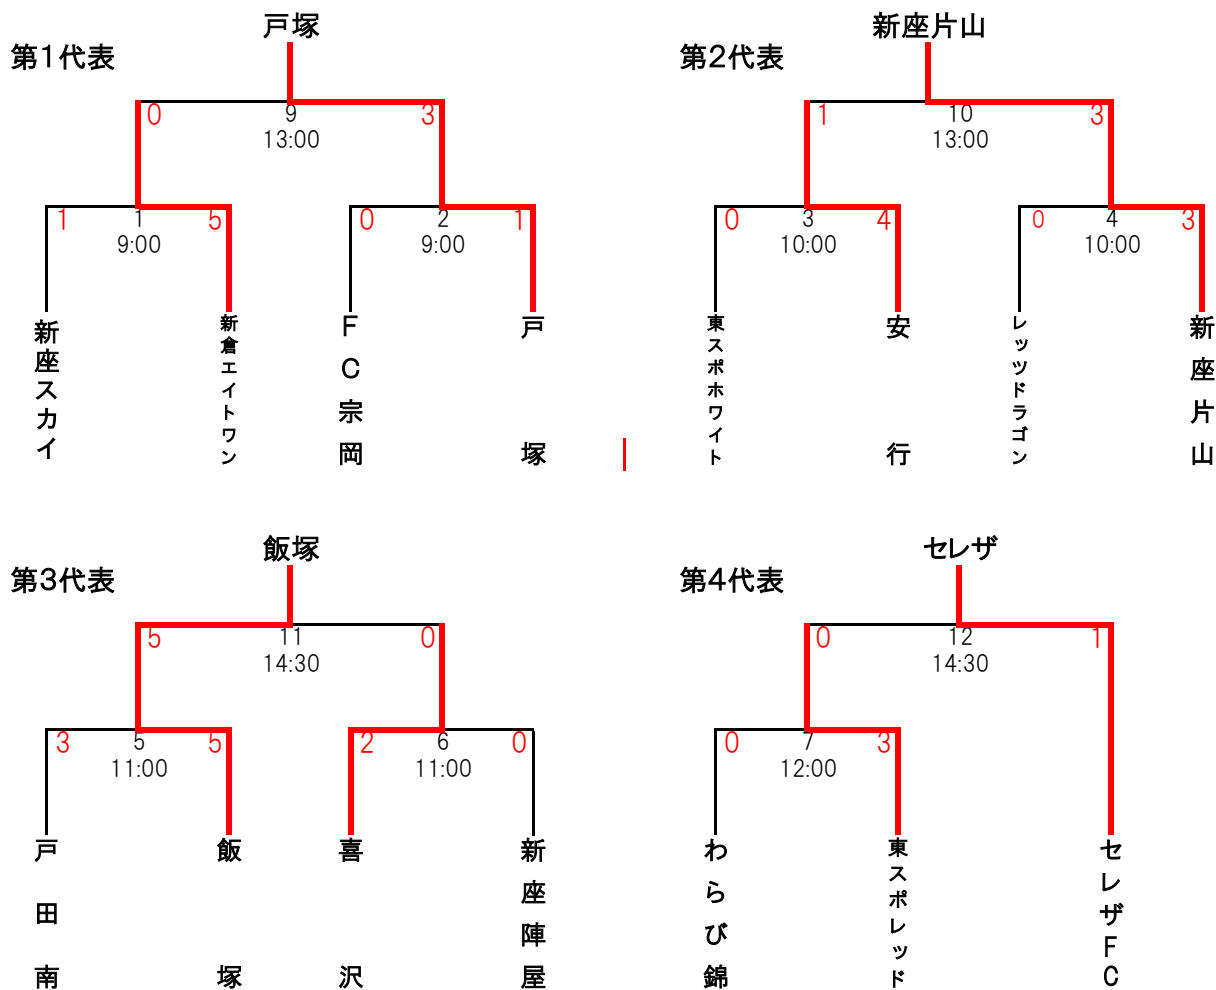 戸塚
第1代表
0 9 3
13:00
1 1 5
9:00
0 2 1
9:00
新座スカイ
新倉エイトワン
FC宗岡
戸塚
新座片山
第2代表
1 10 3
13:00
0 3 4
10:00
0 4 3
10:00
東スポホワイト
安行
レッツドラゴン
新座片山
飯塚
第3代表
5 11 0
14:30
3 5 5
11:00
2 6 0
11:00
戸田南
飯塚
喜沢
新座陣屋
セレザ
第4代表
0 12 1
14:30
0 7 3
12:00
わらび錦
東スポレッド
セレザFC